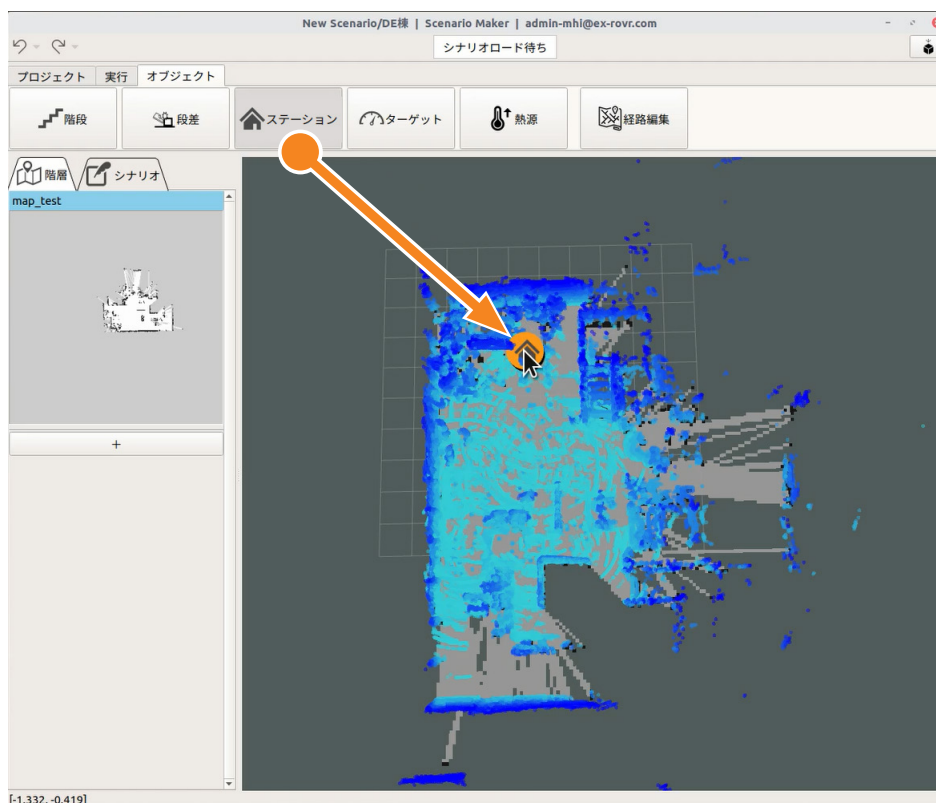 New Scenario/DE棟 | Scenario Maker | admin-mhi@ex-rovr.com
シナリオロード待ち
プロジェクト 実行 オブジェクト
階段 段差 ステーション ターゲット 熱源 経路編集
階層 シナリオ
map_test
+
[-1.332, -0.419]